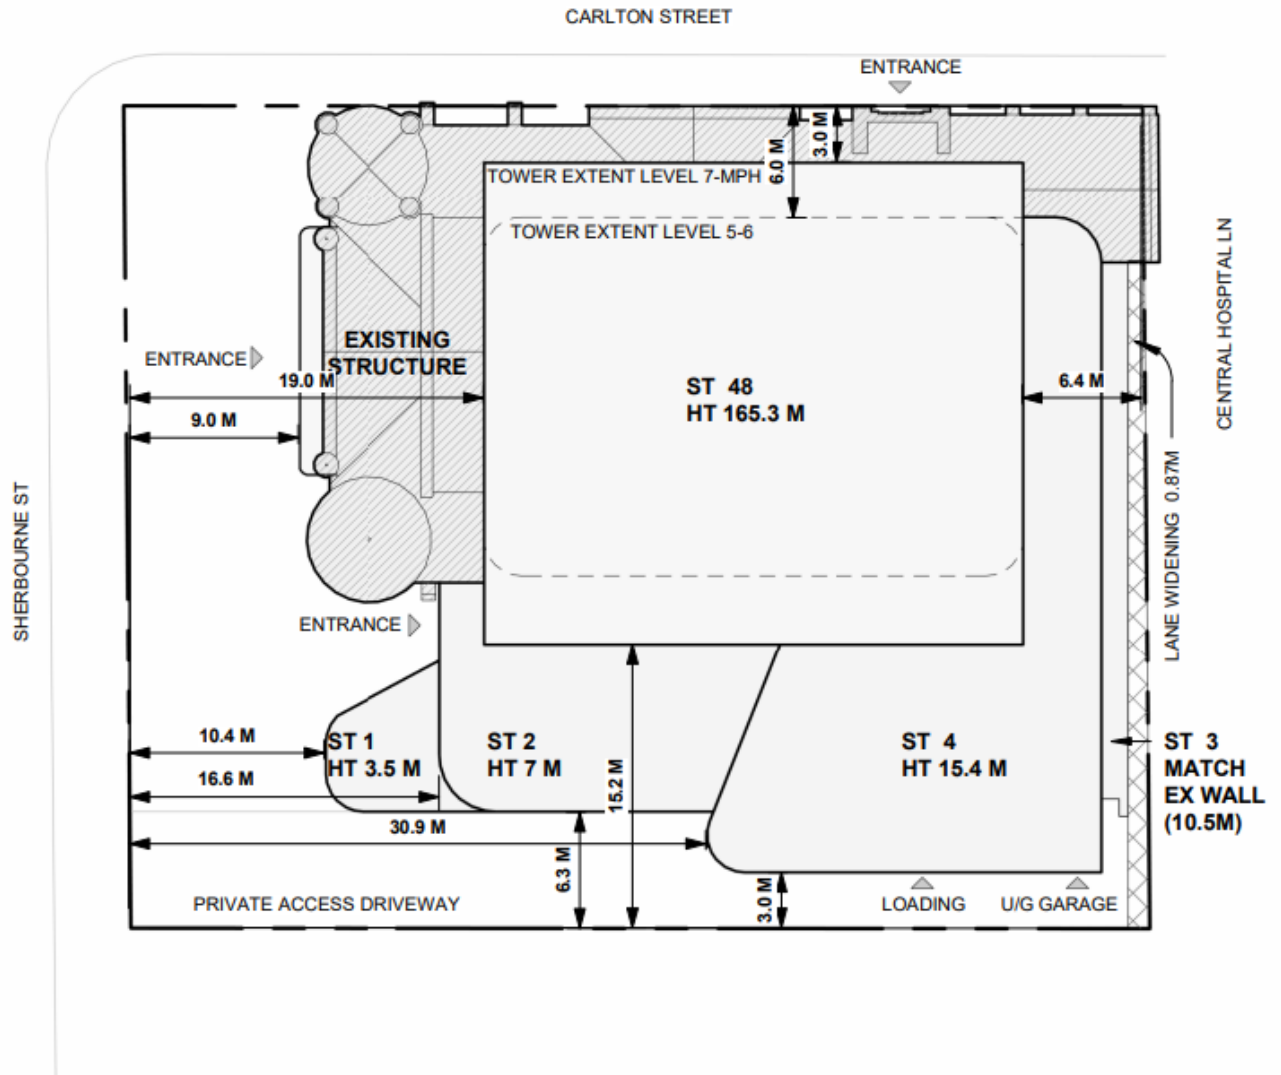 CARLTON STREET
ENTRANCE
3.0 M
6.0 M
TOWER EXTENT LEVEL 7-MPH
TOWER EXTENT LEVEL 5-6
CENTRAL HOSPITAL LN
EXISTING
STRUCTURE
ENTRANCE
19.0 M
9.0 M
ST 48
HT 165.3 M
6.4 M
LANE WIDENING 0.87M
SHERBOURNE ST
ENTRANCE
10.4 M
16.6 M
30.9 M
ST 1
HT 3.5 M
ST 2
HT 7 M
15.2 M
ST 4
HT 15.4 M
ST 3
MATCH
EX WALL
(10.5M)
6.3 M
3.0 M
PRIVATE ACCESS DRIVEWAY
LOADING
U/G GARAGE